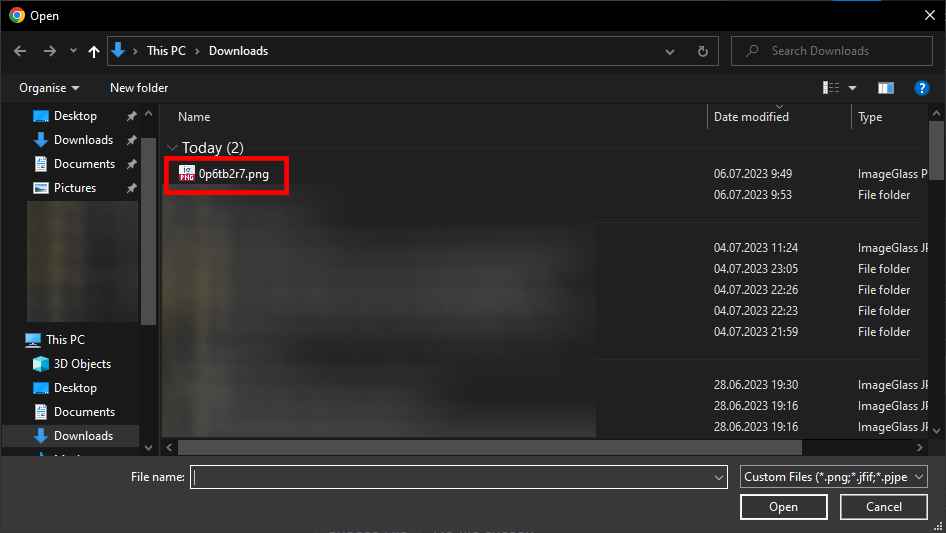 Open
This PC > Downloads
Search Downloads
Organise
New folder
?
Name
Date modified
Type
Desktop
Downloads
Documents
Pictures
This PC
3D Objects
Desktop
Documents
Downloads
Today (2)
0p6tb2r7.png 06.07.2023 9:49 ImageGlass P
06.07.2023 9:53 File folder
04.07.2023 11:24 ImageGlass JP
04.07.2023 23:05 File folder
04.07.2023 22:26 File folder
04.07.2023 22:23 File folder
04.07.2023 21:59 File folder
28.06.2023 19:30 ImageGlass JP
28.06.2023 19:16 ImageGlass JP
28.06.2023 19:16 ImageGlass JP
File name:
Custom Files (*.png;*.jfif;*.pjpe
Open
Cancel